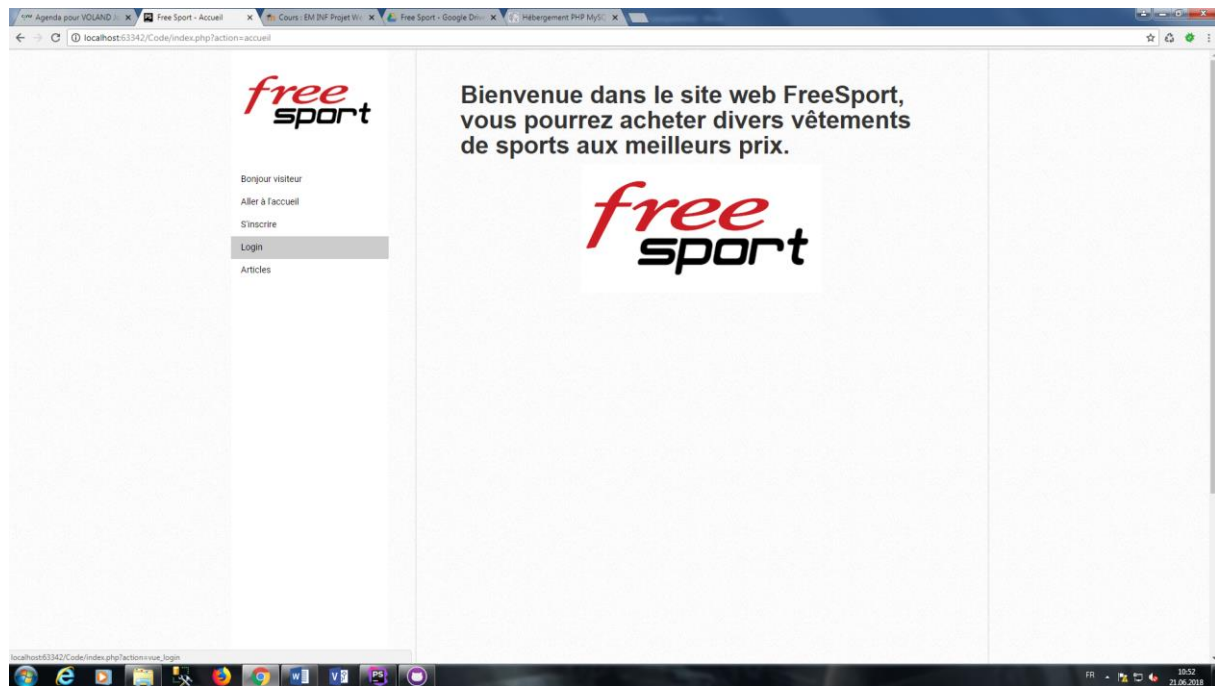 Agenda pour VOLAND J
Free Sport - Accueil
Cours : EM INF Projet We
Free Sport - Google Drive
Hébergement PHP MySQ
localhost:63342/Code/index.php?action=accueil
free
sport
Bonjour visiteur
Aller à l'accueil
S'inscrire
Login
Articles
Bienvenue dans le site web FreeSport,
vous pourrez acheter divers vêtements
de sports aux meilleurs prix.
free
sport
localhost:63342/Code/index.php?action=vue_login
FR
10:52
21.06.2018